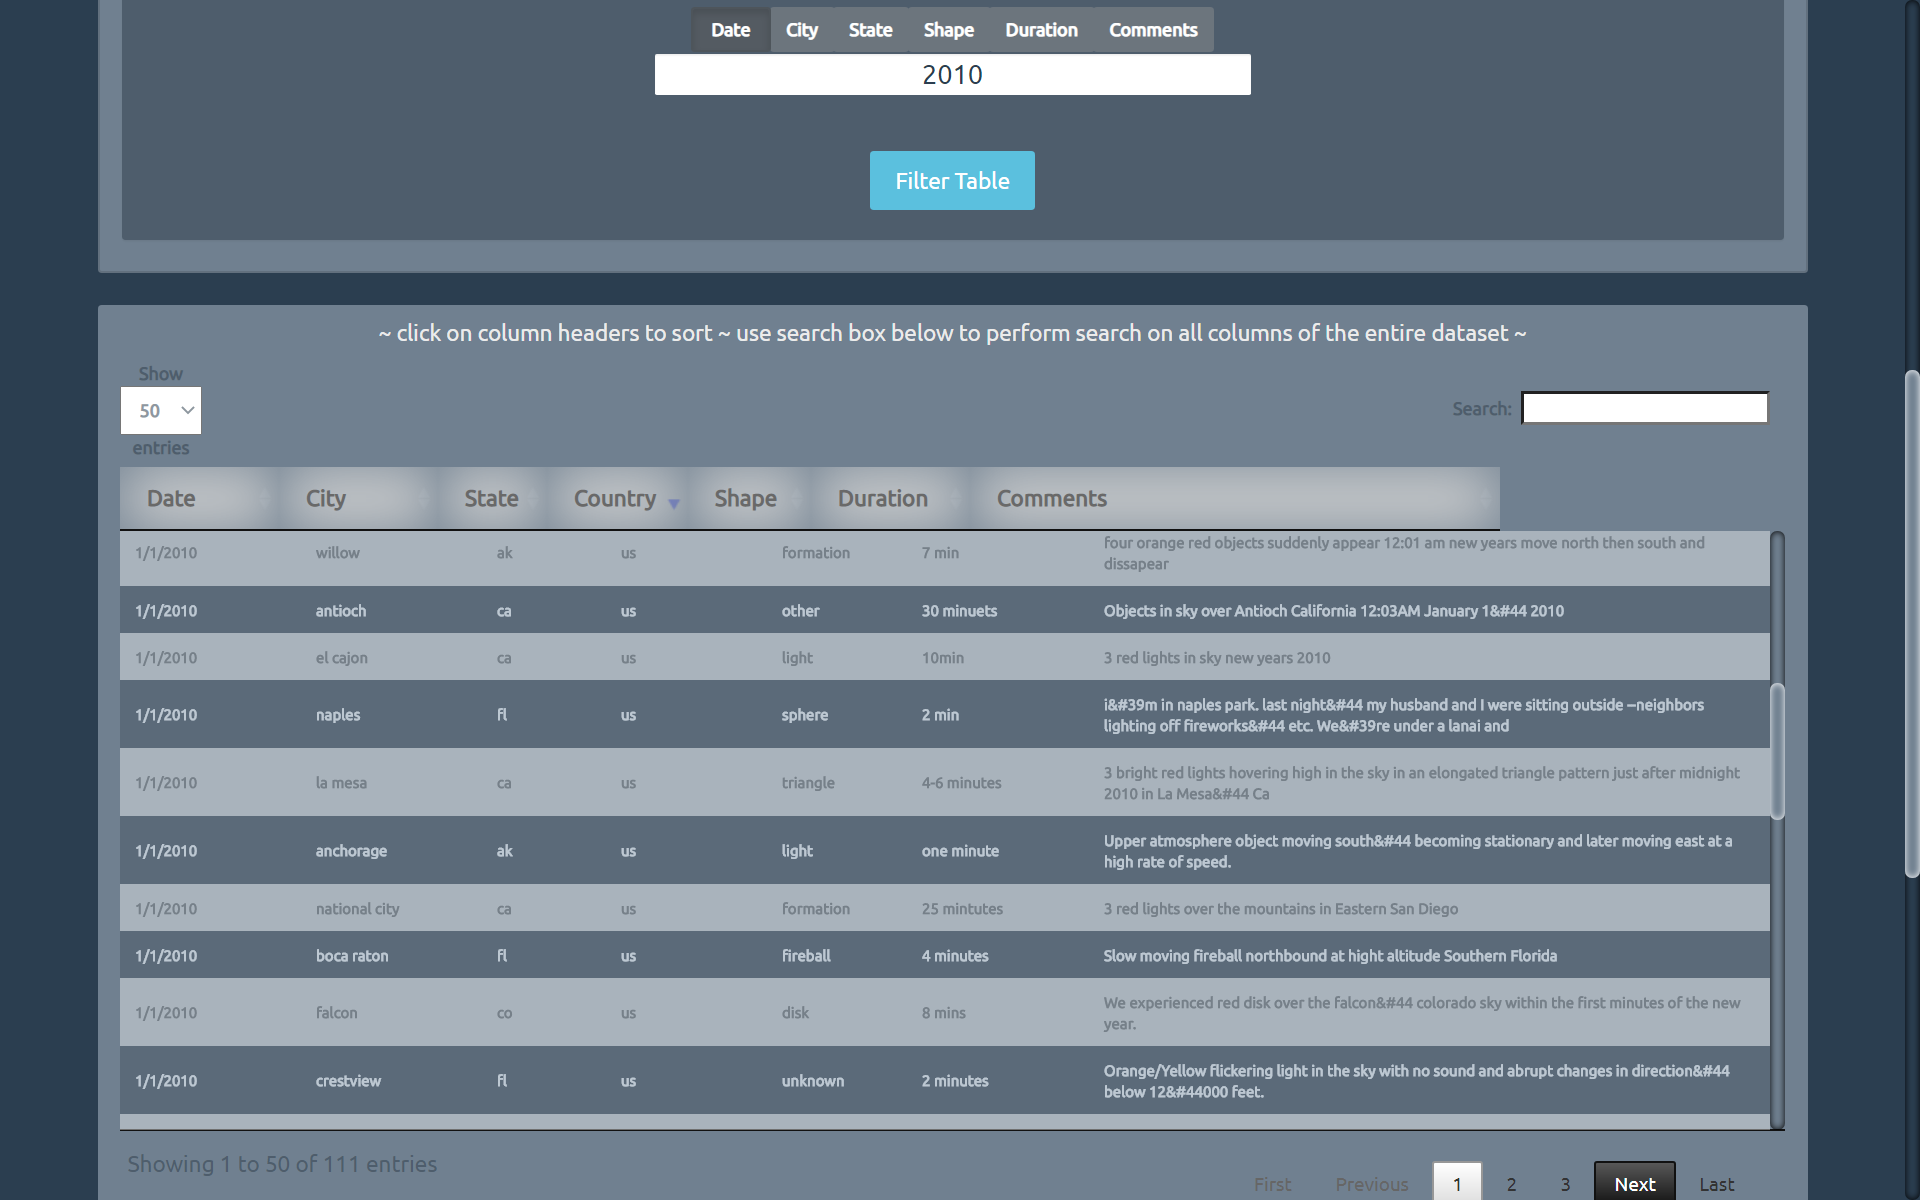 Date City State Shape Duration Comments
2010
Filter Table
~ click on column headers to sort ~ use search box below to perform search on all columns of the entire dataset ~
Show
50
entries
Search:
Date City State Country Shape Duration Comments
1/1/2010 willow ak us formation 7 min four orange red objects suddenly appear 12:01 am new years move north then south and
dissapear
1/1/2010 antioch ca us other 30 minuets Objects in sky over Antioch California 12:03AM January 1&#44 2010
1/1/2010 el cajon ca us light 10min 3 red lights in sky new years 2010
1/1/2010 naples fl us sphere 2 min i&#39m in naples park. last night&#44 my husband and I were sitting outside –neighbors
lighting off fireworks&#44 etc. We&#39re under a lanai and
1/1/2010 la mesa ca us triangle 4-6 minutes 3 bright red lights hovering high in the sky in an elongated triangle pattern just after midnight
2010 in La Mesa&#44 Ca
1/1/2010 anchorage ak us light one minute Upper atmosphere object moving south&#44 becoming stationary and later moving east at a
high rate of speed.
1/1/2010 national city ca us formation 25 mintutes 3 red lights over the mountains in Eastern San Diego
1/1/2010 boca raton fl us fireball 4 minutes Slow moving fireball northbound at hight altitude Southern Florida
1/1/2010 falcon co us disk 8 mins We experienced red disk over the falcon&#44 colorado sky within the first minutes of the new
year.
1/1/2010 crestview fl us unknown 2 minutes Orange/Yellow flickering light in the sky with no sound and abrupt changes in direction&#44
below 12&#44000 feet.
Showing 1 to 50 of 111 entries
First Previous 1 2 3 Next Last